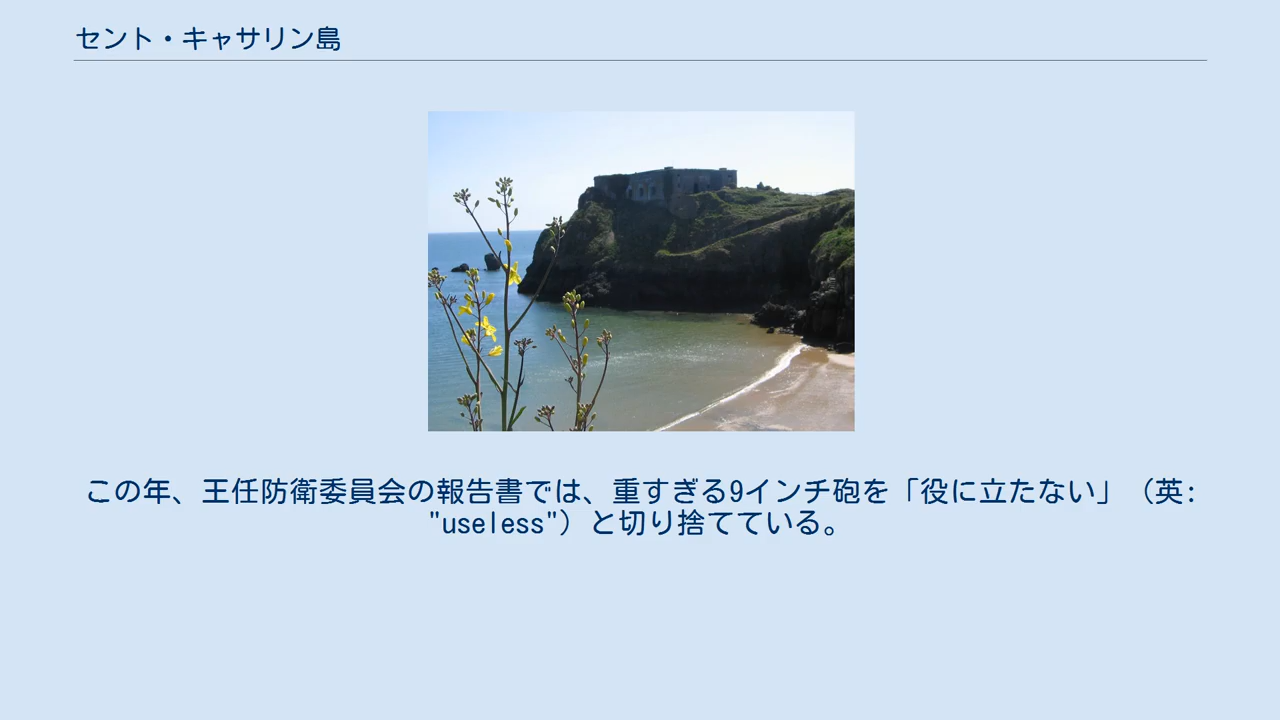 セント・キャサリン島
この年、王任防衛委員会の報告書では、重すぎる9インチ砲を「役に立たない」（英:
"useless"）と切り捨てている。